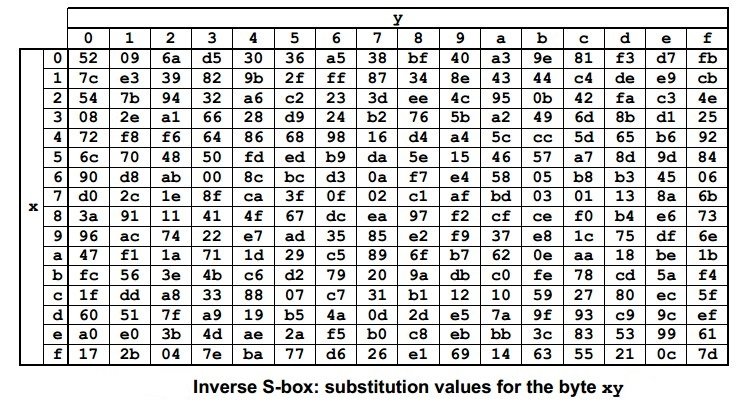 y
0 1 2 3 4 5 6 7 8 9 a b c d e f
0 52 09 6a d5 30 36 a5 38 bf 40 a3 9e 81 f3 d7 fb
1 7c e3 39 82 9b 2f ff 87 34 8e 43 44 c4 de e9 cb
2 54 7b 94 32 a6 c2 23 3d ee 4c 95 0b 42 fa c3 4e
3 08 2e a1 66 28 d9 24 b2 76 5b a2 49 6d 8b d1 25
4 72 f8 f6 64 86 68 98 16 d4 a4 5c cc 5d 65 b6 92
5 6c 70 48 50 fd ed b9 da 5e 15 46 57 a7 8d 9d 84
6 90 d8 ab 00 8c bc d3 0a f7 e4 58 05 b8 b3 45 06
x 7 d0 2c 1e 8f ca 3f 0f 02 c1 af bd 03 01 13 8a 6b
8 3a 91 11 41 4f 67 dc ea 97 f2 cf ce f0 b4 e6 73
9 96 ac 74 22 e7 ad 35 85 e2 f9 37 e8 1c 75 df 6e
a 47 f1 1a 71 1d 29 c5 89 6f b7 62 0e aa 18 be 1b
b fc 56 3e 4b c6 d2 79 20 9a db c0 fe 78 cd 5a f4
c 1f dd a8 33 88 07 c7 31 b1 12 10 59 27 80 ec 5f
d 60 51 7f a9 19 b5 4a 0d 2d e5 7a 9f 93 c9 9c ef
e a0 e0 3b 4d ae 2a f5 b0 c8 eb bb 3c 83 53 99 61
f 17 2b 04 7e ba 77 d6 26 e1 69 14 63 55 21 0c 7d
Inverse S-box: substitution values for the byte xy